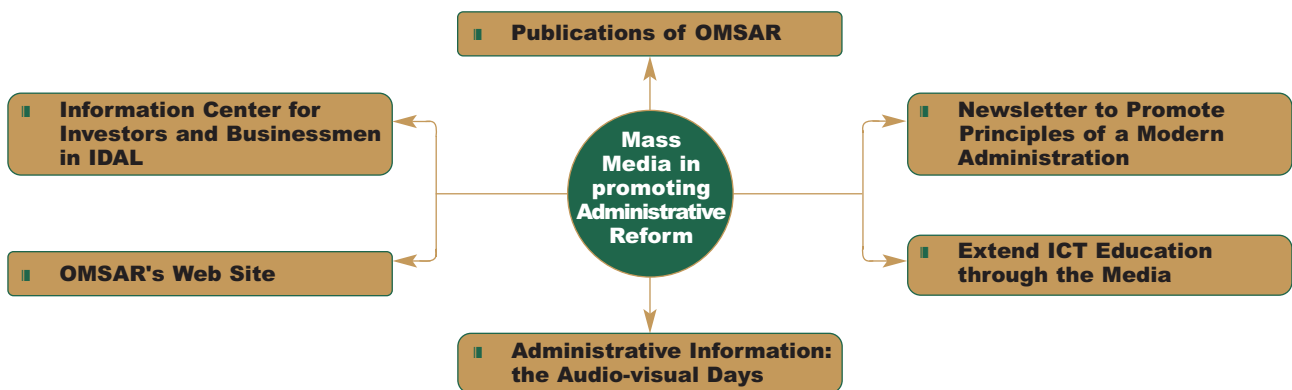 Publications of OMSAR
Information Center for
Investors and Businessmen
in IDAL
Newsletter to Promote
Principles of a Modern
Administration
Mass
Media in
promoting
Administrative
Reform
OMSAR's Web Site
Extend ICT Education
through the Media
Administrative Information:
the Audio-visual Days